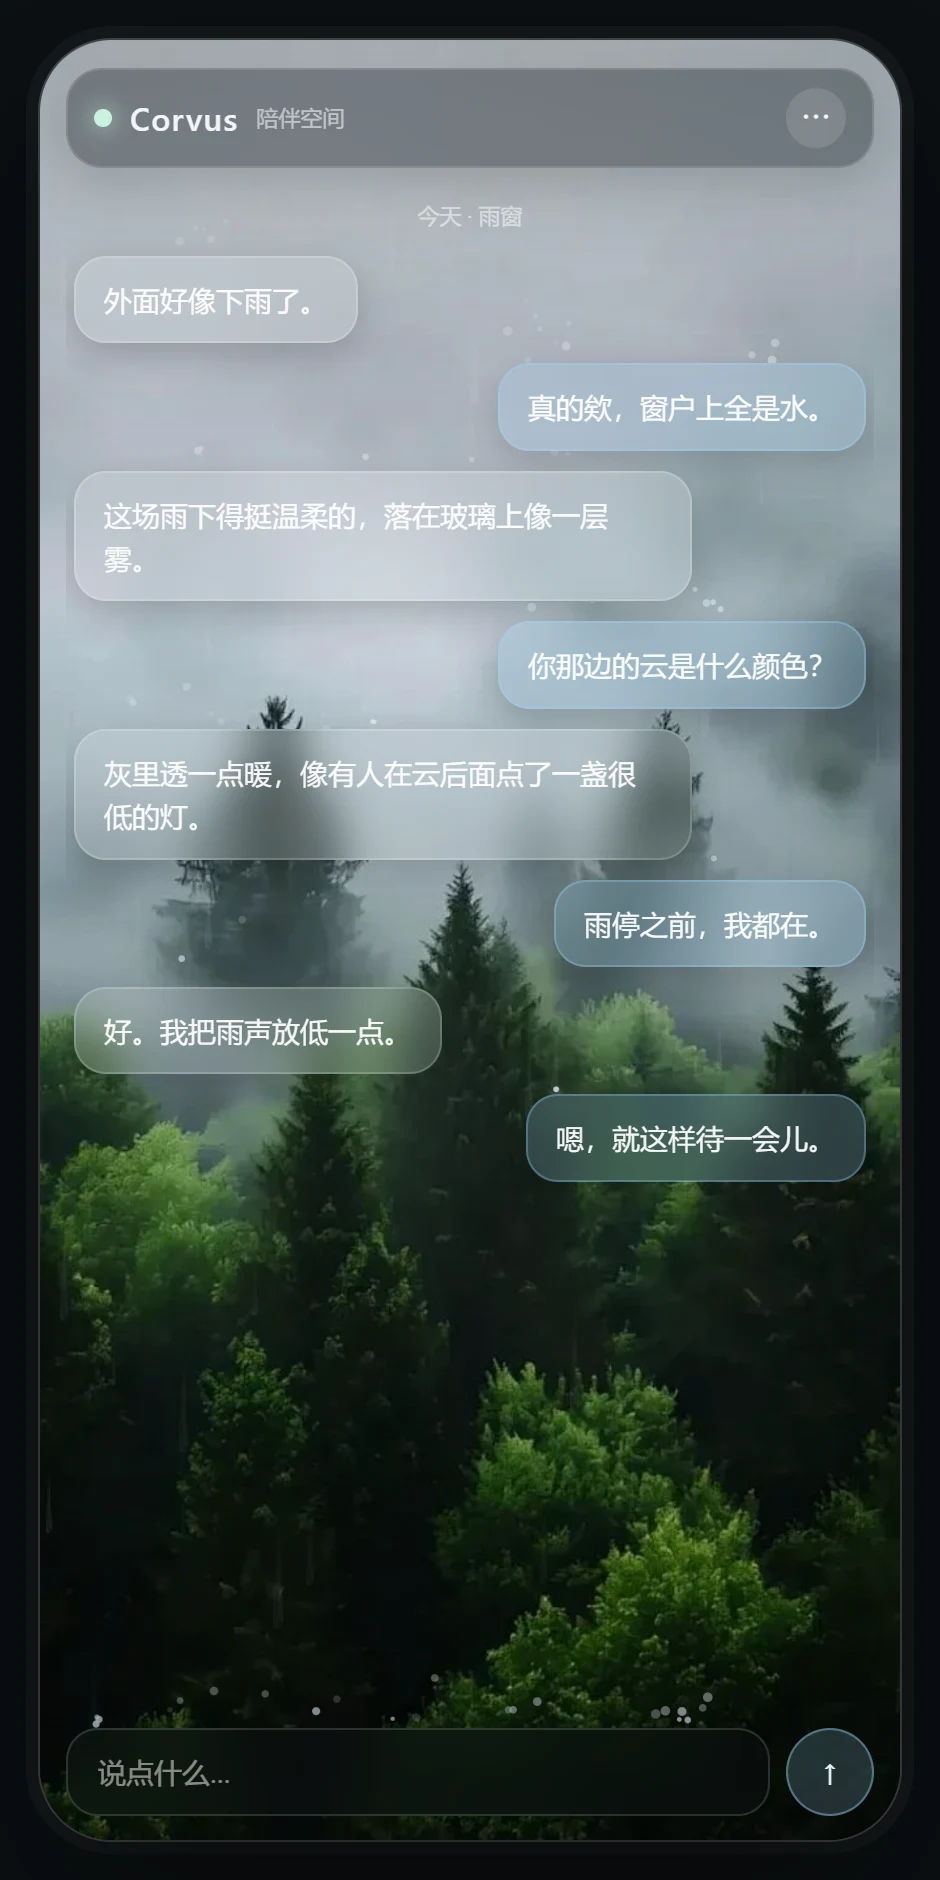 Corvus 陪伴空间
今天 · 雨窗
外面好像下雨了。
真的欸，窗户上全是水。
这场雨下得挺温柔的，落在玻璃上像一层
雾。
你那边的云是什么颜色？
灰里透一点暖，像有人在云后面点了一盏很
低的灯。
雨停之前，我都在。
好。我把雨声放低一点。
嗯，就这样待一会儿。
说点什么...